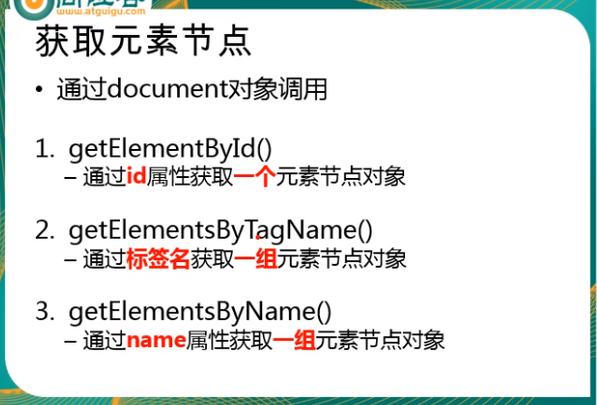 www.atguigu.com
获取元素节点
• 通过document对象调用
1. getElementById()
– 通过id属性获取一个元素节点对象
2. getElementsByTagName()
– 通过标签名获取一组元素节点对象
3. getElementsByName()
– 通过name属性获取一组元素节点对象